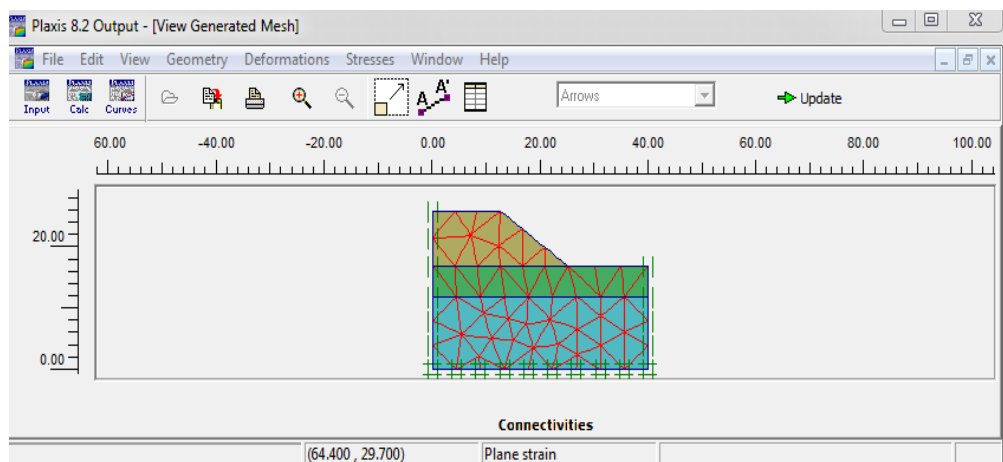 Plaxis 8.2 Output - [View Generated Mesh]
File Edit View Geometry Deformations Stresses Window Help
Input Calc Curves A A' Arrows Update
60.00 -40.00 -20.00 0.00 20.00 40.00 60.00 80.00 100.00
20.00
0.00
Connectivities
(64.400 , 29.700) Plane strain